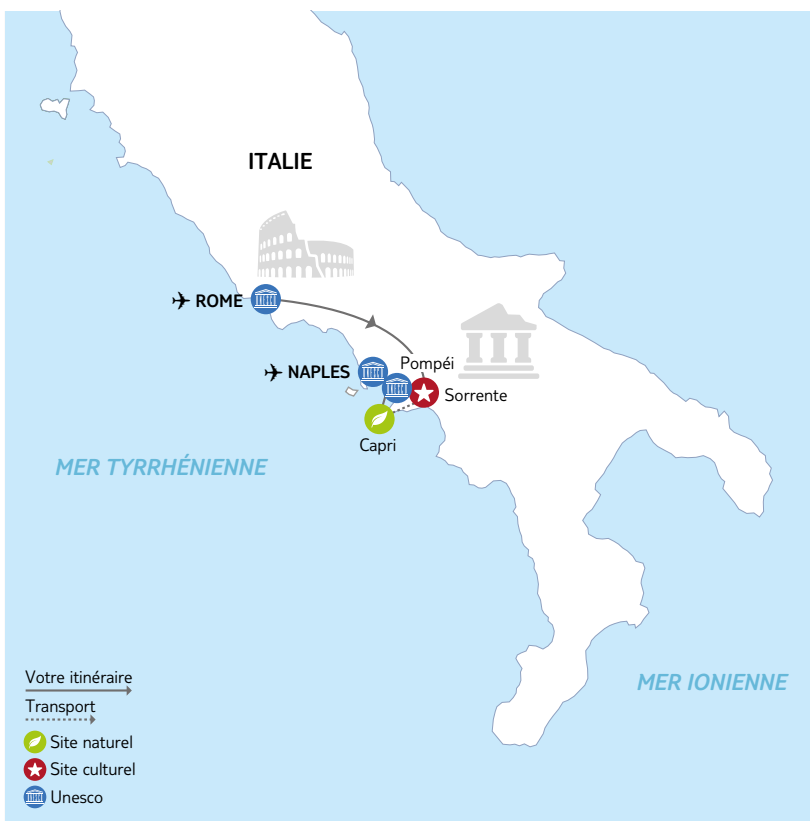 ITALIE
ROME
NAPLES
Pompéi
Sorrente
Capri
MER TYRRHÉNIENNE
MER IONIENNE
Votre itinéraire
Transport
Site naturel
Site culturel
Unesco